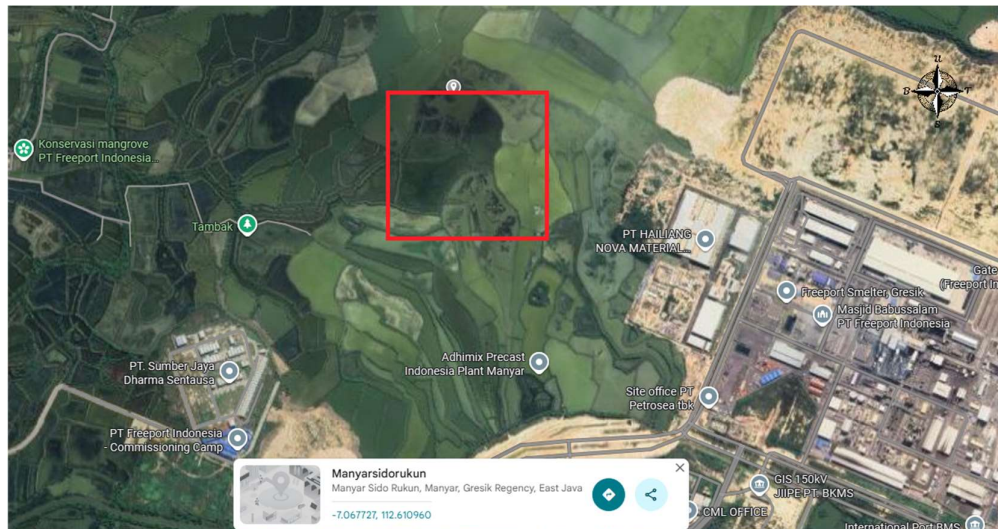 U
B
T
S
Konservasi mangrove
PT Freeport Indonesia...
Tambak
PT HAILIANG
NOVA MATERIAL...
Gate
(Freeport In
Freeport Smelter, Gresik
Masjid Babussalam
PT Freeport Indonesia
Adhimix Precast
Indonesia Plant Manyar
PT. Sumber Jaya
Dharma Sentausa
Site office PT
Petrosea tbk
PT Freeport Indonesia
- Commissioning Camp
Manyarsidorukun
Manyar Sido Rukun, Manyar, Gresik Regency, East Java
-7.067727, 112.610960
GIS 150kV
JIIPE PT. BKMS
CML OFFICE
International Port BMS